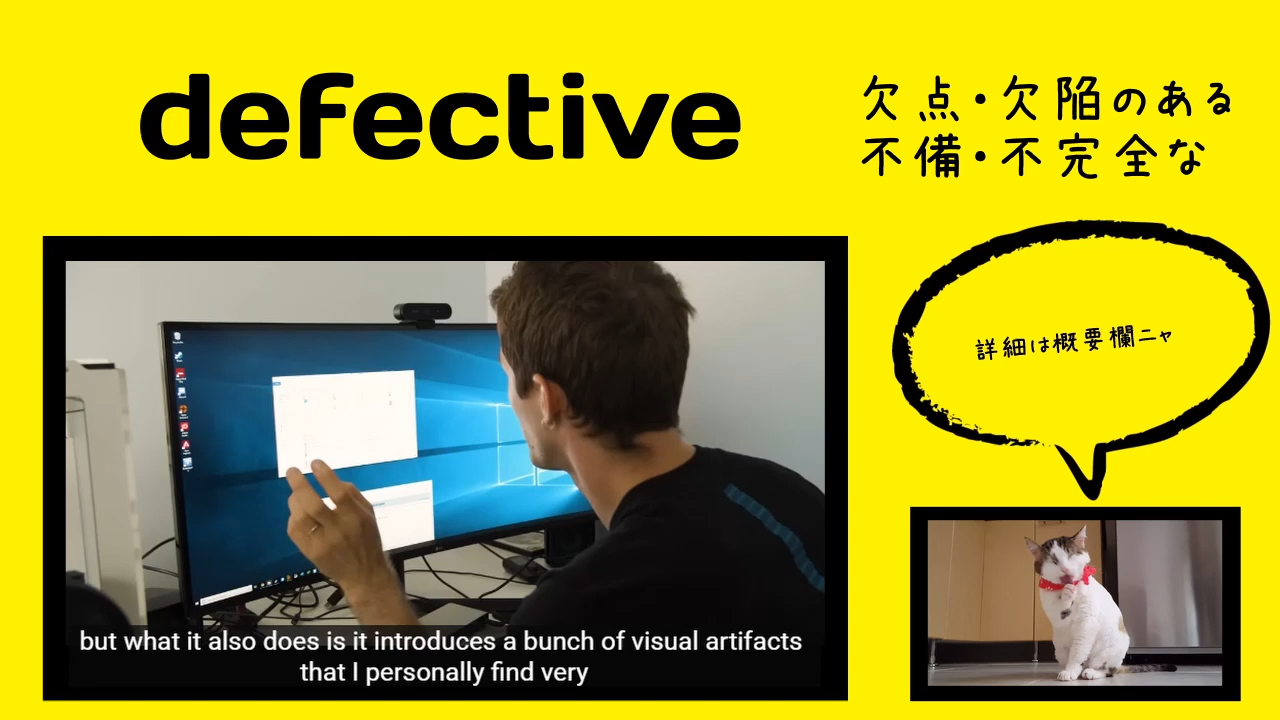 defective
欠点・欠陥のある
不備・不完全な
詳細は概要欄ニャ
but what it also does is it introduces a bunch of visual artifacts
that I personally find very